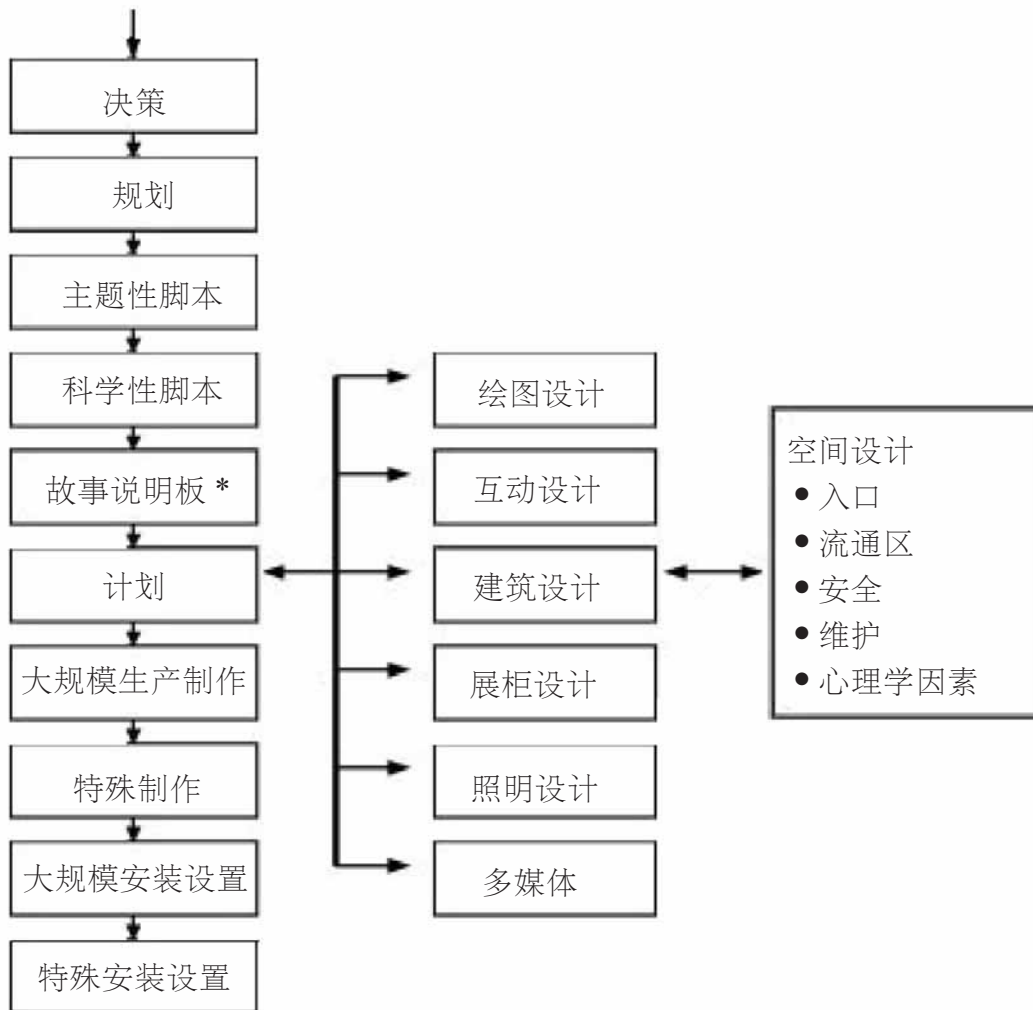 决策
规划
主题性脚本
科学性脚本
故事说明板 *
计划
大规模生产制作
特殊制作
大规模安装设置
特殊安装设置
绘图设计
互动设计
建筑设计
展柜设计
照明设计
多媒体
空间设计
● 入口
● 流通区
● 安全
● 维护
● 心理学因素